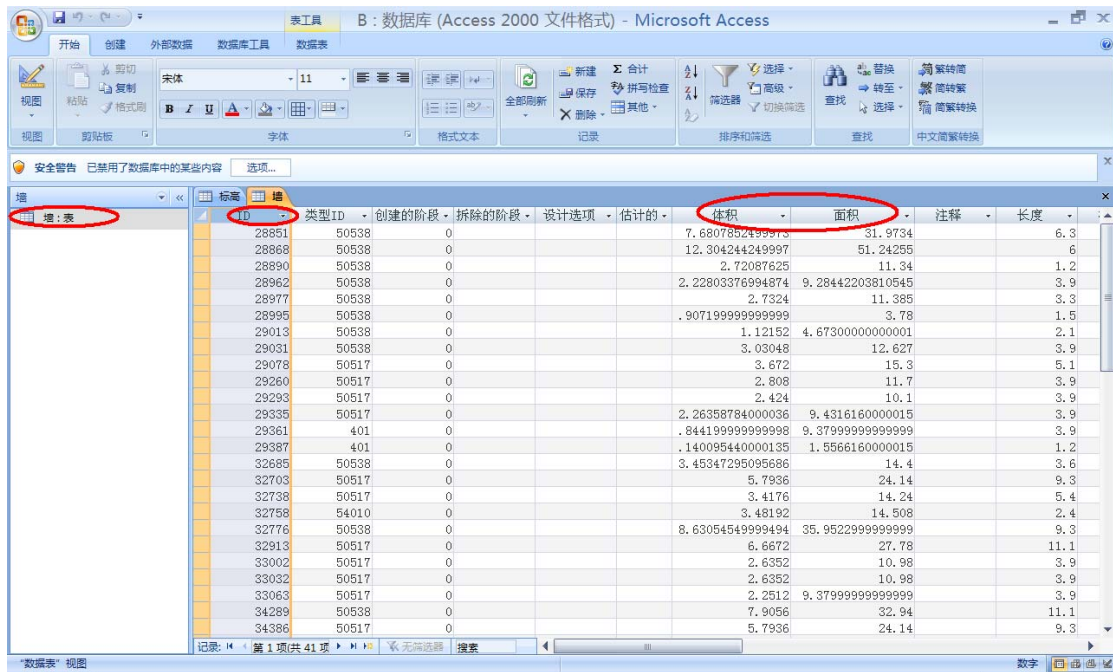 表工具 B：数据库 (Access 2000 文件格式) - Microsoft Access
开始 创建 外部数据 数据库工具 数据表
视图 粘贴 剪切 复制 格式刷 宋体 11 B I U A 全部刷新 新建 保存 删除 Σ 合计 拼写检查 其他 筛选器 选择 高级 切换筛选 查找 替换 转至 选择 简 繁转简 繁 简转繁 简繁转换
视图 剪贴板 字体 格式文本 记录 排序和筛选 查找 中文简繁转换
安全警告 已禁用了数据库中的某些内容 选项...
墙 « 标高 墙
墙：表
ID 类型ID 创建的阶段 拆除的阶段 设计选项 估计的 体积 面积 注释 长度
28851 50538 0 7.6807852499973 31.9734 6.3
28868 50538 0 12.304244249997 51.24255 6
28890 50538 0 2.72087625 11.34 1.2
28962 50538 0 2.22803376994874 9.28442203810545 3.9
28977 50538 0 2.7324 11.385 3.3
28995 50538 0 .907199999999999 3.78 1.5
29013 50538 0 1.12152 4.67300000000001 2.1
29031 50538 0 3.03048 12.627 3.9
29078 50517 0 3.672 15.3 5.1
29260 50517 0 2.808 11.7 3.9
29293 50517 0 2.424 10.1 3.9
29335 50517 0 2.26358784000036 9.4316160000015 3.9
29361 401 0 .844199999999998 9.37999999999999 3.9
29387 401 0 .140095440000135 1.5566160000015 1.2
32685 50538 0 3.45347295095686 14.4 3.6
32703 50517 0 5.7936 24.14 9.3
32738 50517 0 3.4176 14.24 5.4
32758 54010 0 3.48192 14.508 2.4
32776 50538 0 8.63054549999494 35.9522999999999 9.3
32913 50517 0 6.6672 27.78 11.1
33002 50517 0 2.6352 10.98 3.9
33032 50517 0 2.6352 10.98 3.9
33063 50517 0 2.2512 9.37999999999999 3.9
34289 50538 0 7.9056 32.94 11.1
34386 50517 0 5.7936 24.14 9.3
记录: 第 1 项(共 41 项 无筛选器 搜索
“数据表”视图 数字